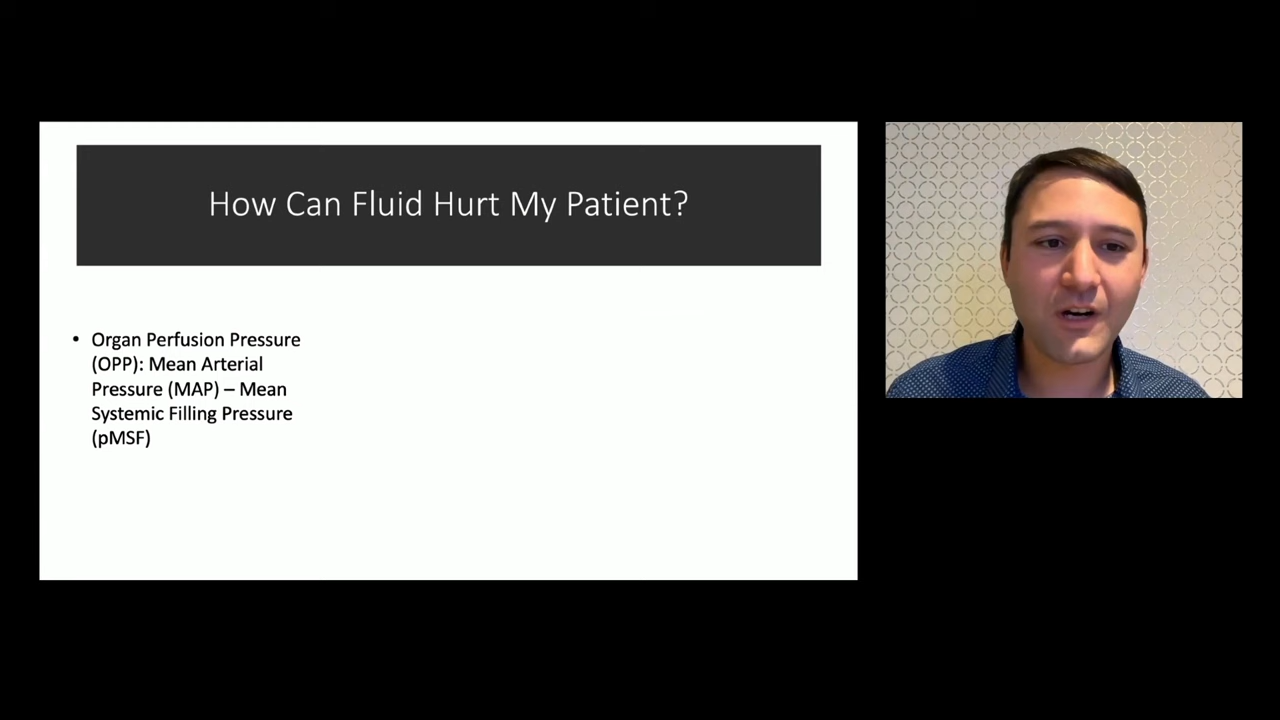 How Can Fluid Hurt My Patient?
• Organ Perfusion Pressure
(OPP): Mean Arterial
Pressure (MAP) – Mean
Systemic Filling Pressure
(pMSF)